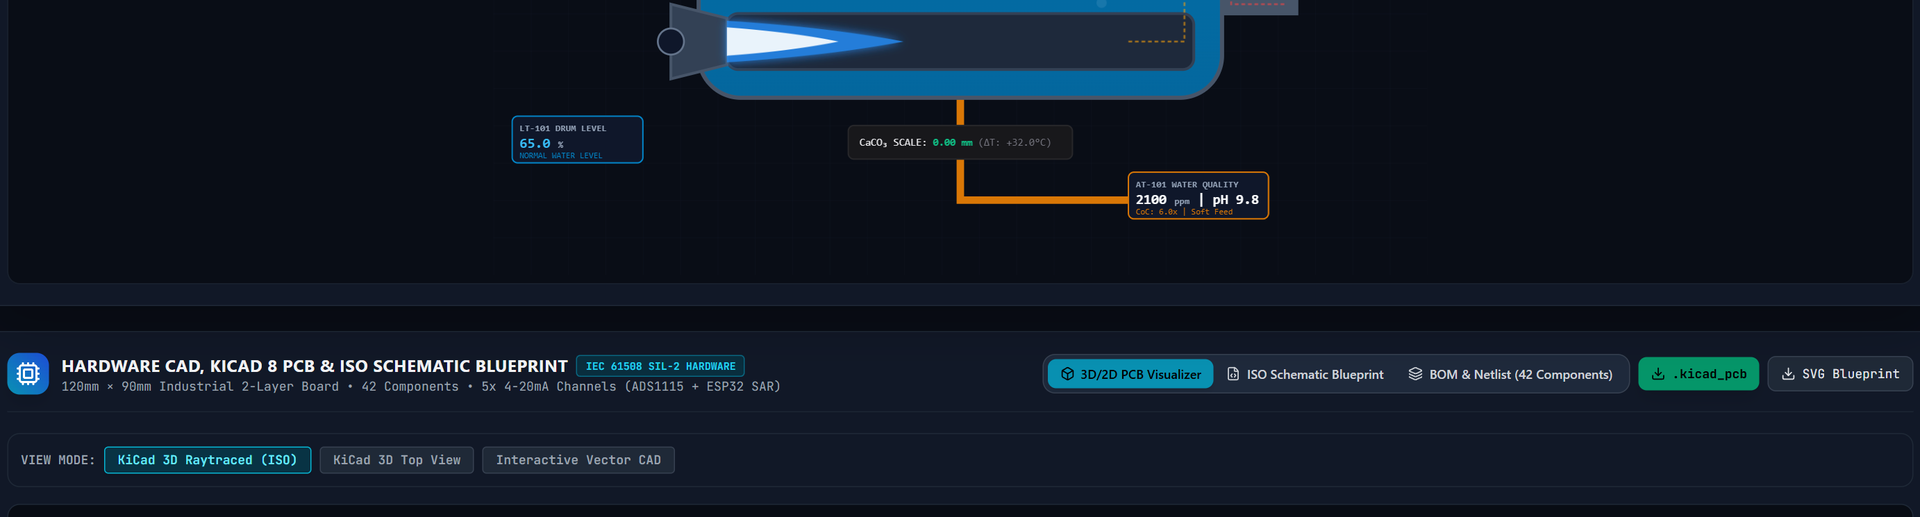 LT-101 DRUM LEVEL
65.0 %
NORMAL WATER LEVEL
CaCO₃ SCALE: 0.00 mm (ΔT: +32.0°C)
AT-101 WATER QUALITY
2100 ppm | pH 9.8
CoC: 6.0x | Soft Feed
HARDWARE CAD, KICAD 8 PCB & ISO SCHEMATIC BLUEPRINT
IEC 61508 SIL-2 HARDWARE
120mm × 90mm Industrial 2-Layer Board • 42 Components • 5x 4-20mA Channels (ADS1115 + ESP32 SAR)
3D/2D PCB Visualizer
ISO Schematic Blueprint
BOM & Netlist (42 Components)
.kicad_pcb
SVG Blueprint
VIEW MODE:
KiCad 3D Raytraced (ISO)
KiCad 3D Top View
Interactive Vector CAD